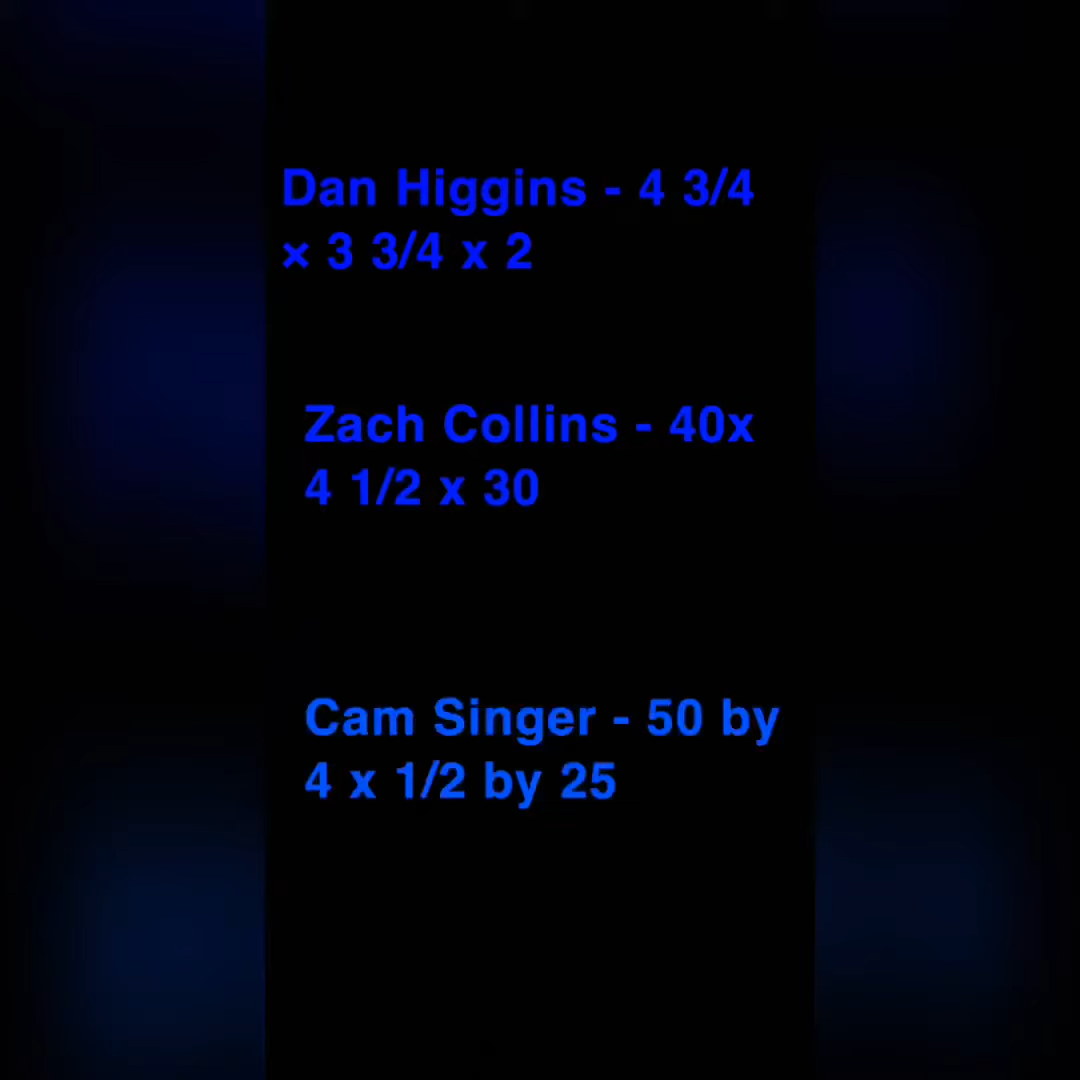 Dan Higgins - 4 3/4
× 3 3/4 x 2
Zach Collins - 40x
4 1/2 x 30
Cam Singer - 50 by
4 x 1/2 by 25